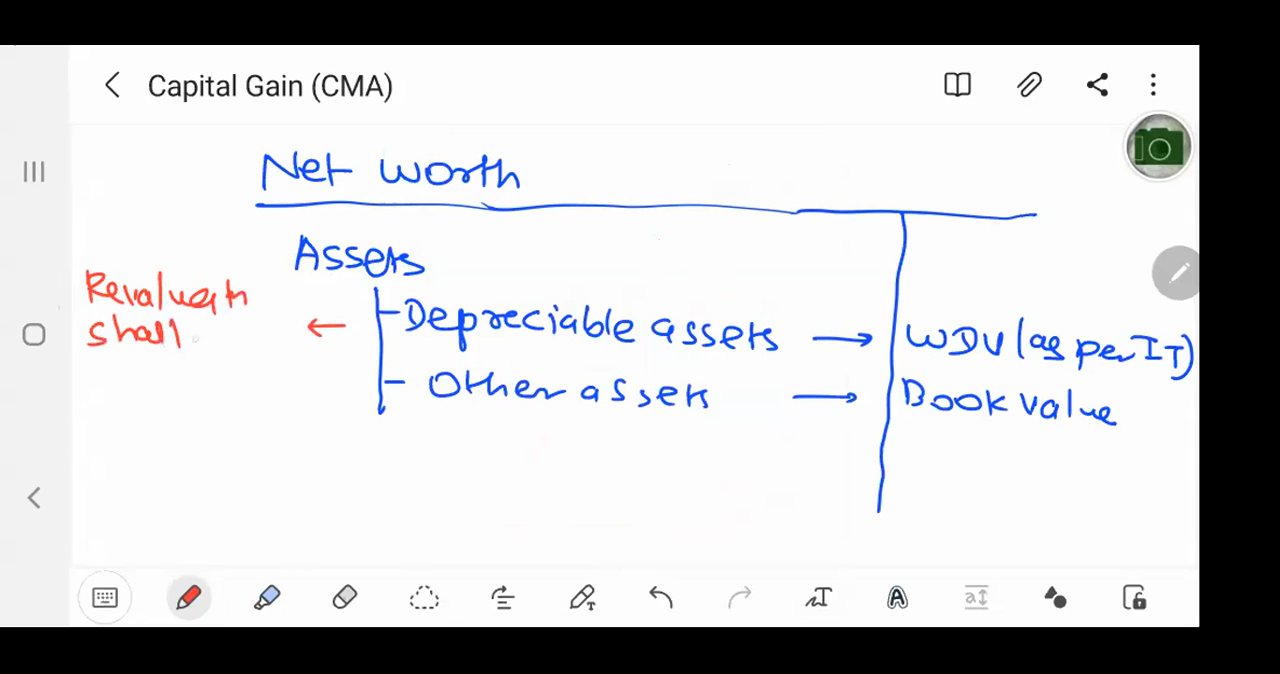 Capital Gain (CMA)
Net worth
Assets
Revaluatn
shall
← Depreciable assets → WDV (as per IT)
- Other assets → Book value